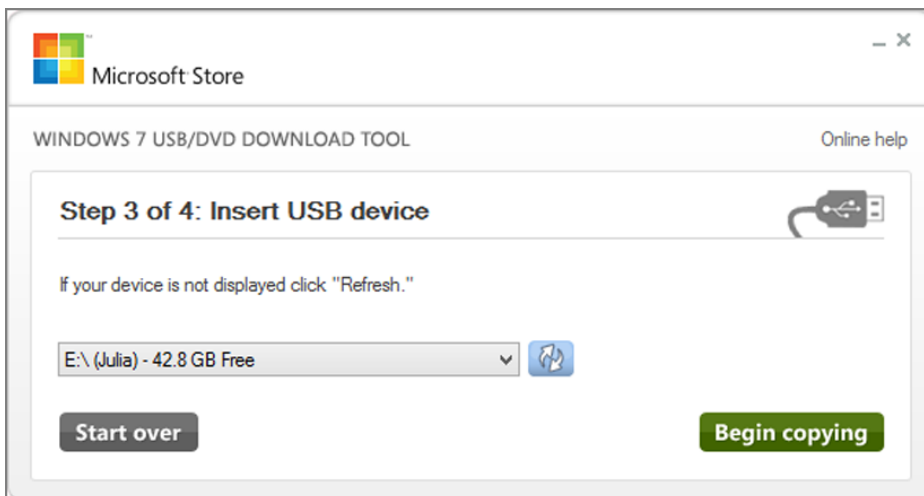 Microsoft Store
WINDOWS 7 USB/DVD DOWNLOAD TOOL
Online help
Step 3 of 4: Insert USB device
If your device is not displayed click "Refresh."
E:\ (Julia) - 42.8 GB Free
Start over
Begin copying